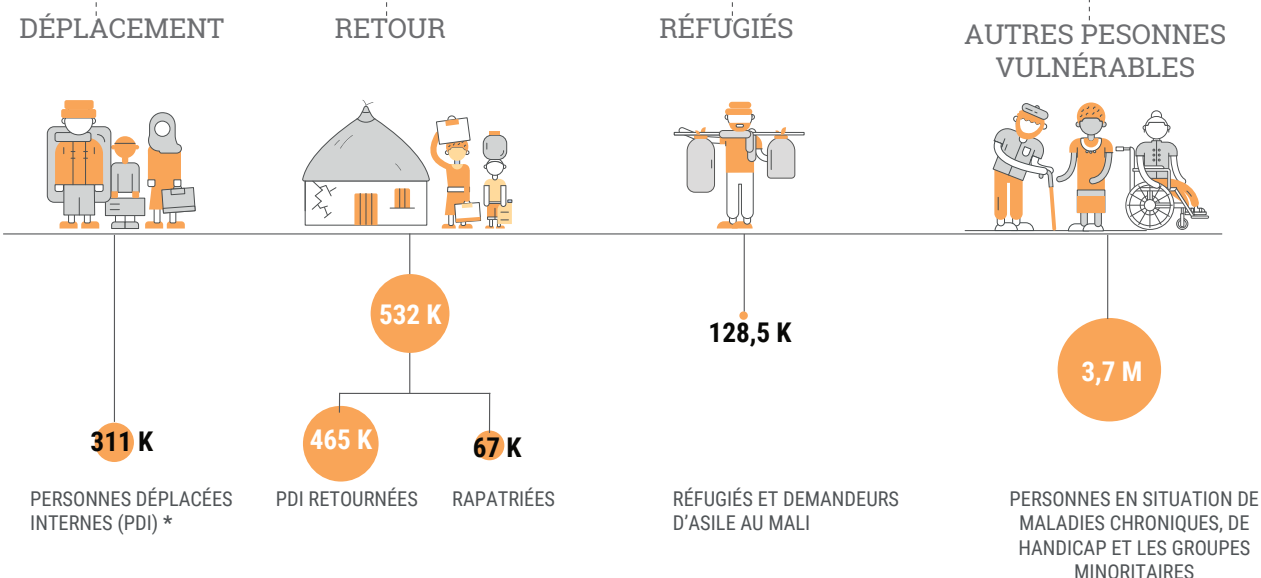 DÉPLACEMENT
RETOUR
RÉFUGIÉS
AUTRES PESONNES
VULNÉRABLES
532 K
128,5 K
3,7 M
311 K
465 K
67 K
PERSONNES DÉPLACÉES
INTERNES (PDI) *
PDI RETOURNÉES
RAPATRIÉES
RÉFUGIÉS ET DEMANDEURS
D'ASILE AU MALI
PERSONNES EN SITUATION DE
MALADIES CHRONIQUES, DE
HANDICAP ET LES GROUPES
MINORITAIRES